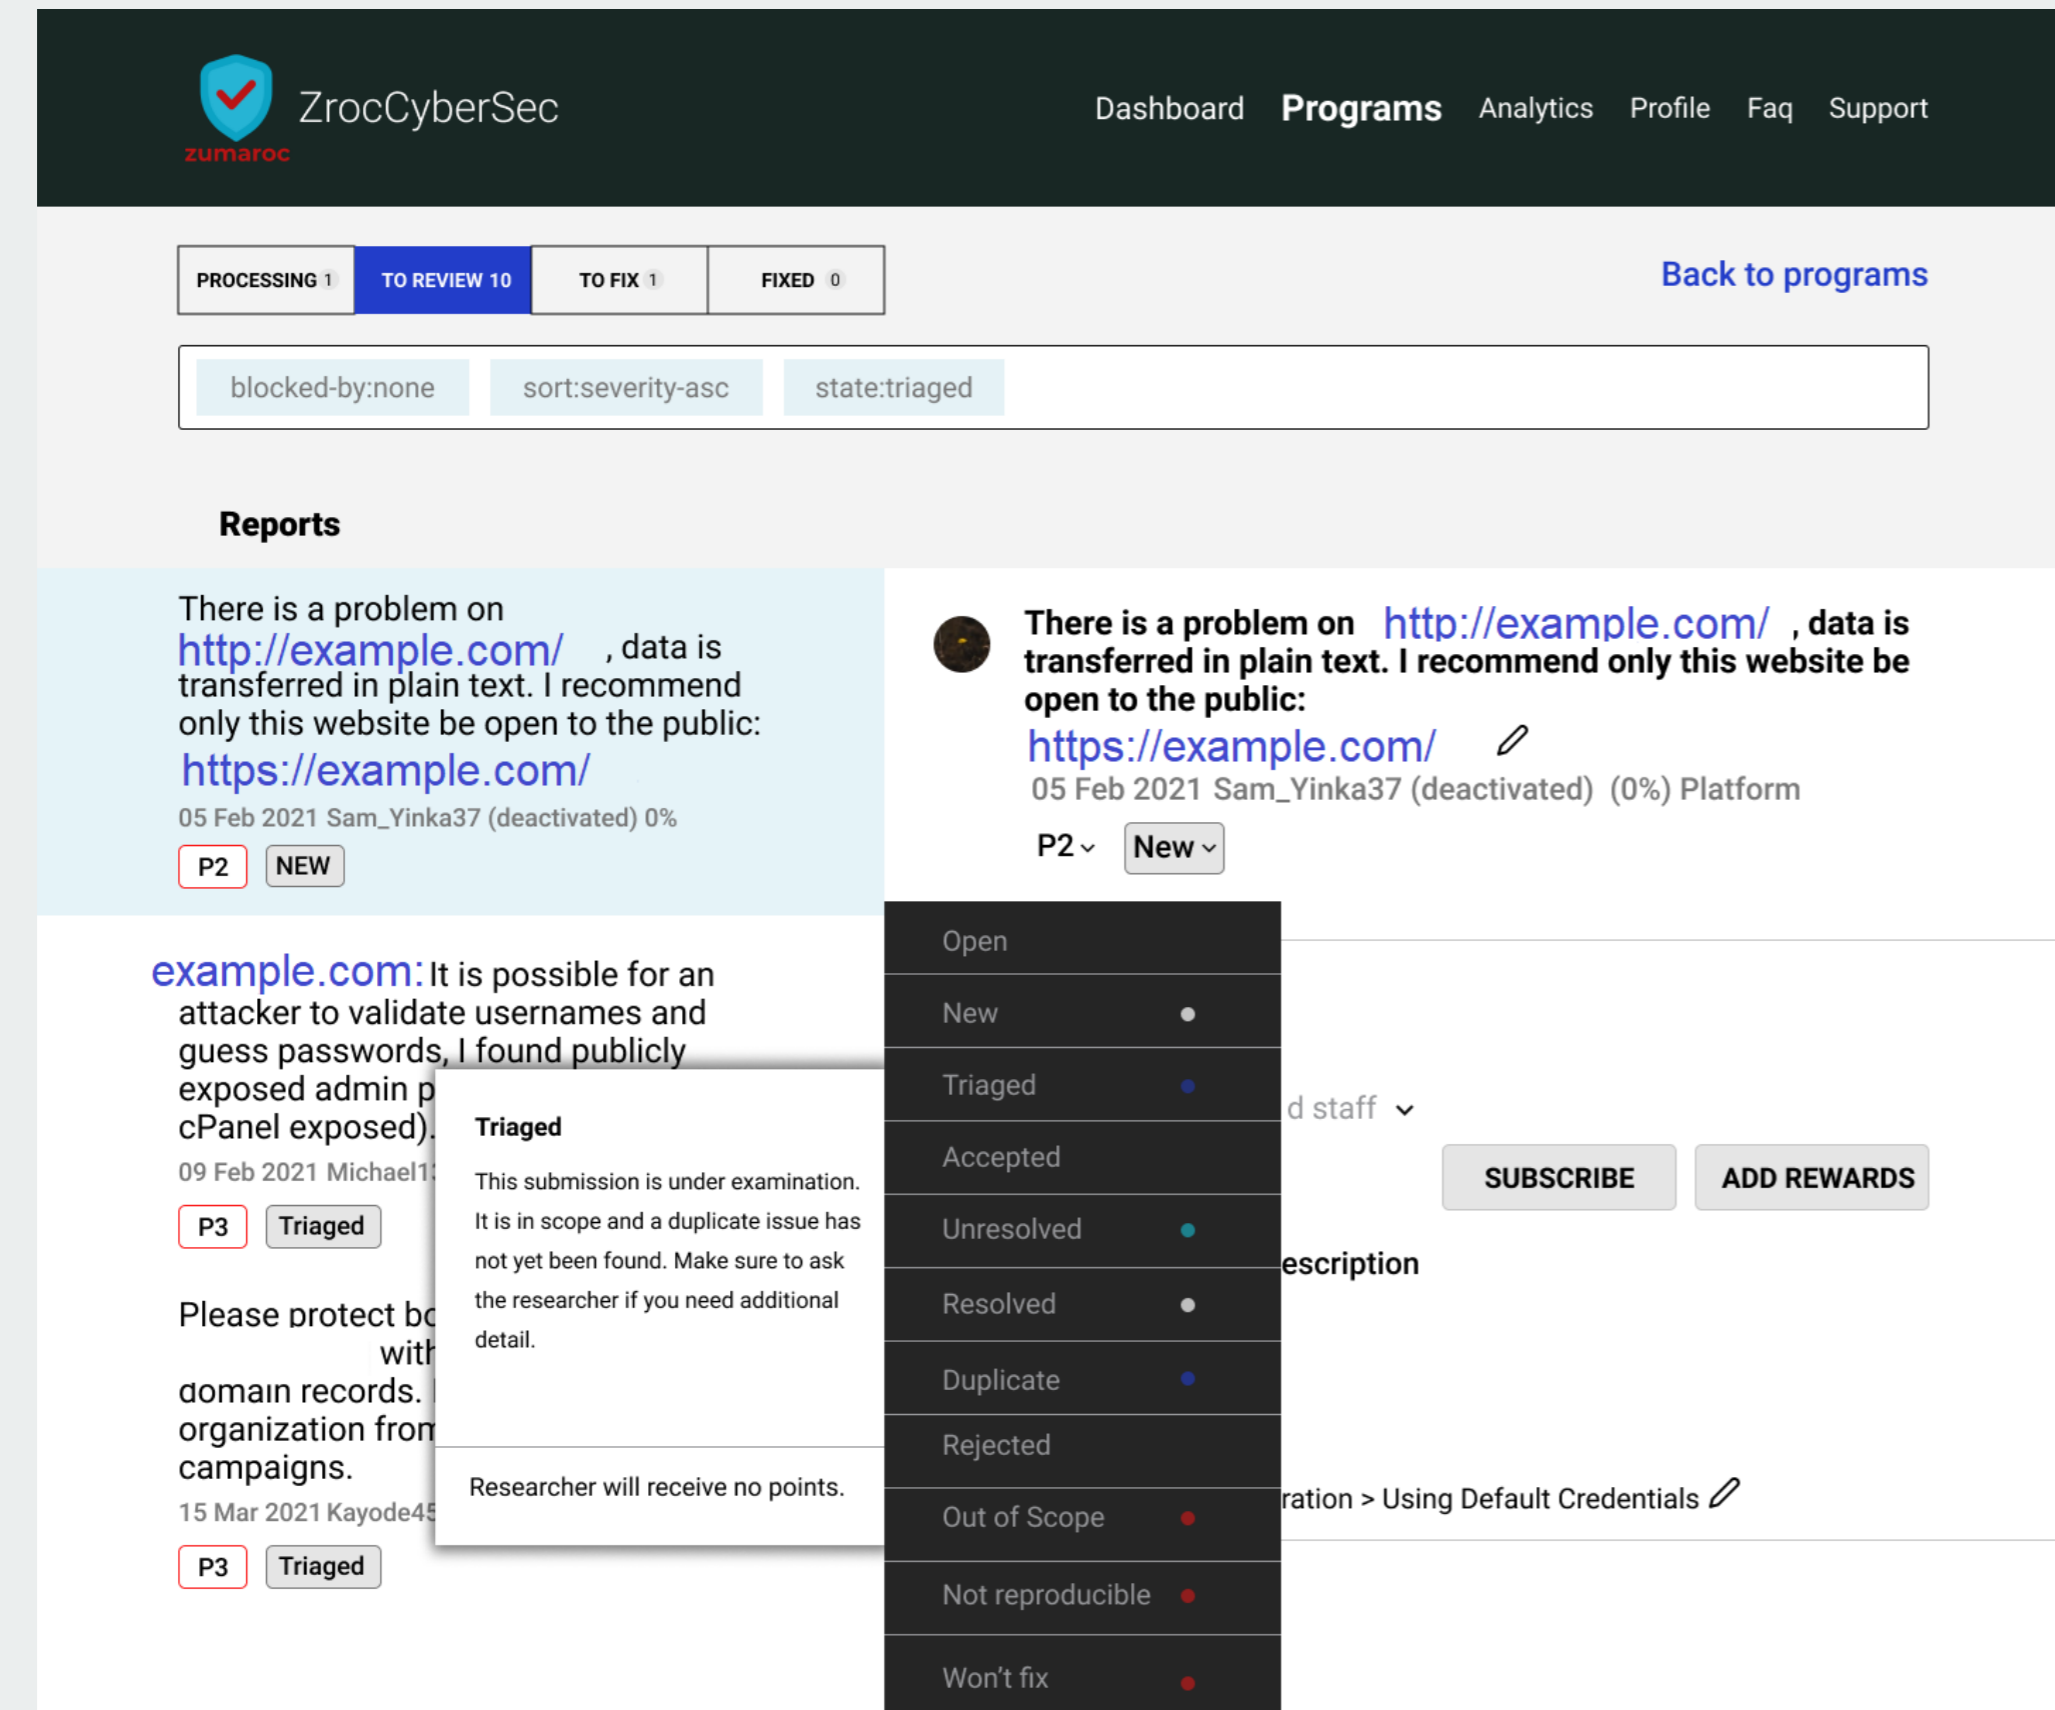 ZrocCyberSec
zumaroc
Dashboard Programs Analytics Profile Faq Support
PROCESSING 1 TO REVIEW 10 TO FIX 1 FIXED 0
Back to programs
blocked-by:none sort:severity-asc state:triaged
Reports
There is a problem on
http://example.com/ , data is
transferred in plain text. I recommend
only this website be open to the public:
https://example.com/
05 Feb 2021 Sam_Yinka37 (deactivated) 0%
P2 NEW
example.com: It is possible for an
attacker to validate usernames and
guess passwords, I found publicly
exposed admin p
cPanel exposed).
09 Feb 2021 Michael1
P3 Triaged
Please protect bo
with
domain records.
organization from
campaigns.
15 Mar 2021 Kayode45
P3 Triaged
Triaged
This submission is under examination.
It is in scope and a duplicate issue has
not yet been found. Make sure to ask
the researcher if you need additional
detail.
Researcher will receive no points.
There is a problem on http://example.com/ , data is
transferred in plain text. I recommend only this website be
open to the public:
https://example.com/
05 Feb 2021 Sam_Yinka37 (deactivated) (0%) Platform
P2 New
Open
New
Triaged
Accepted
Unresolved
Resolved
Duplicate
Rejected
Out of Scope
Not reproducible
Won't fix
d staff
SUBSCRIBE ADD REWARDS
escription
ration > Using Default Credentials